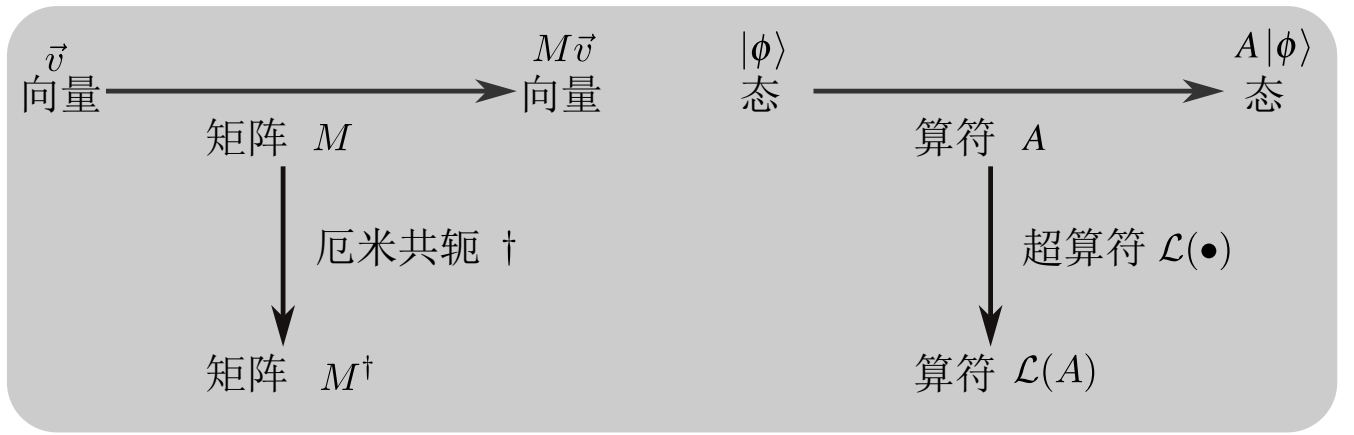 v⃗ Mv⃗ |ϕ⟩ A|ϕ⟩
向量 向量 态 态
矩阵 M 算符 A
厄米共轭 † 超算符 ℒ(•)
矩阵 M† 算符 ℒ(A)